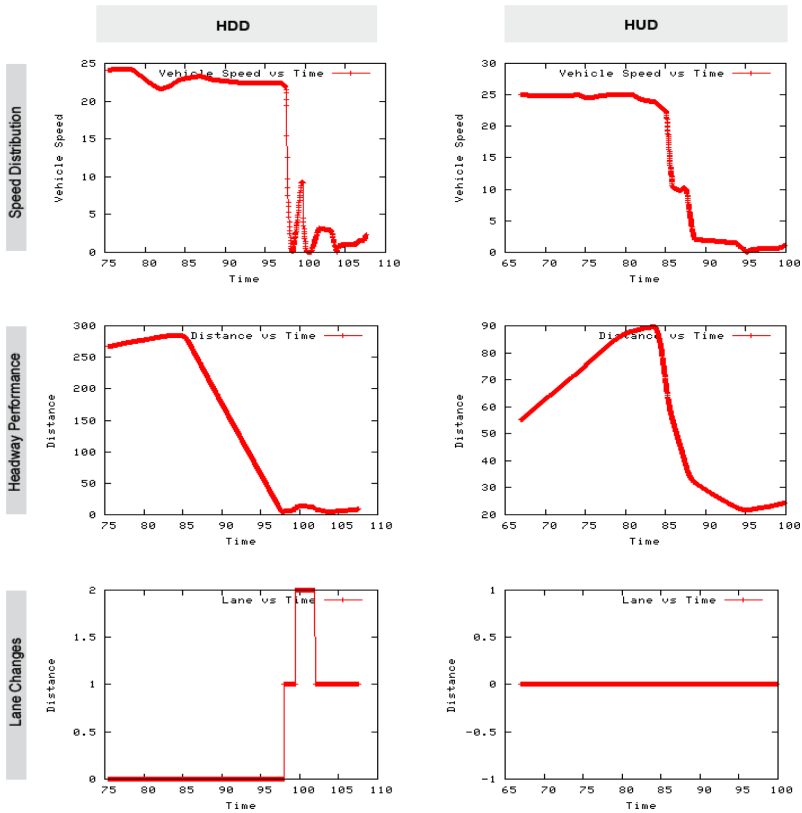 HDD
HUD
Speed Distribution
Vehicle Speed vs Time
Vehicle Speed
25
20
15
10
5
0
75 80 85 90 95 100 105 110
Time
Vehicle Speed vs Time
Vehicle Speed
30
25
20
15
10
5
0
65 70 75 80 85 90 95 100
Time
Headway Performance
Distance vs Time
Distance
300
250
200
150
100
50
0
75 80 85 90 95 100 105 110
Time
Distance vs Time
Distance
90
80
70
60
50
40
30
20
65 70 75 80 85 90 95 100
Time
Lane Changes
Lane vs Time
Distance
2
1.5
1
0.5
0
75 80 85 90 95 100 105 110
Time
Lane vs Time
Distance
1
0.5
0
-0.5
-1
65 70 75 80 85 90 95 100
Time